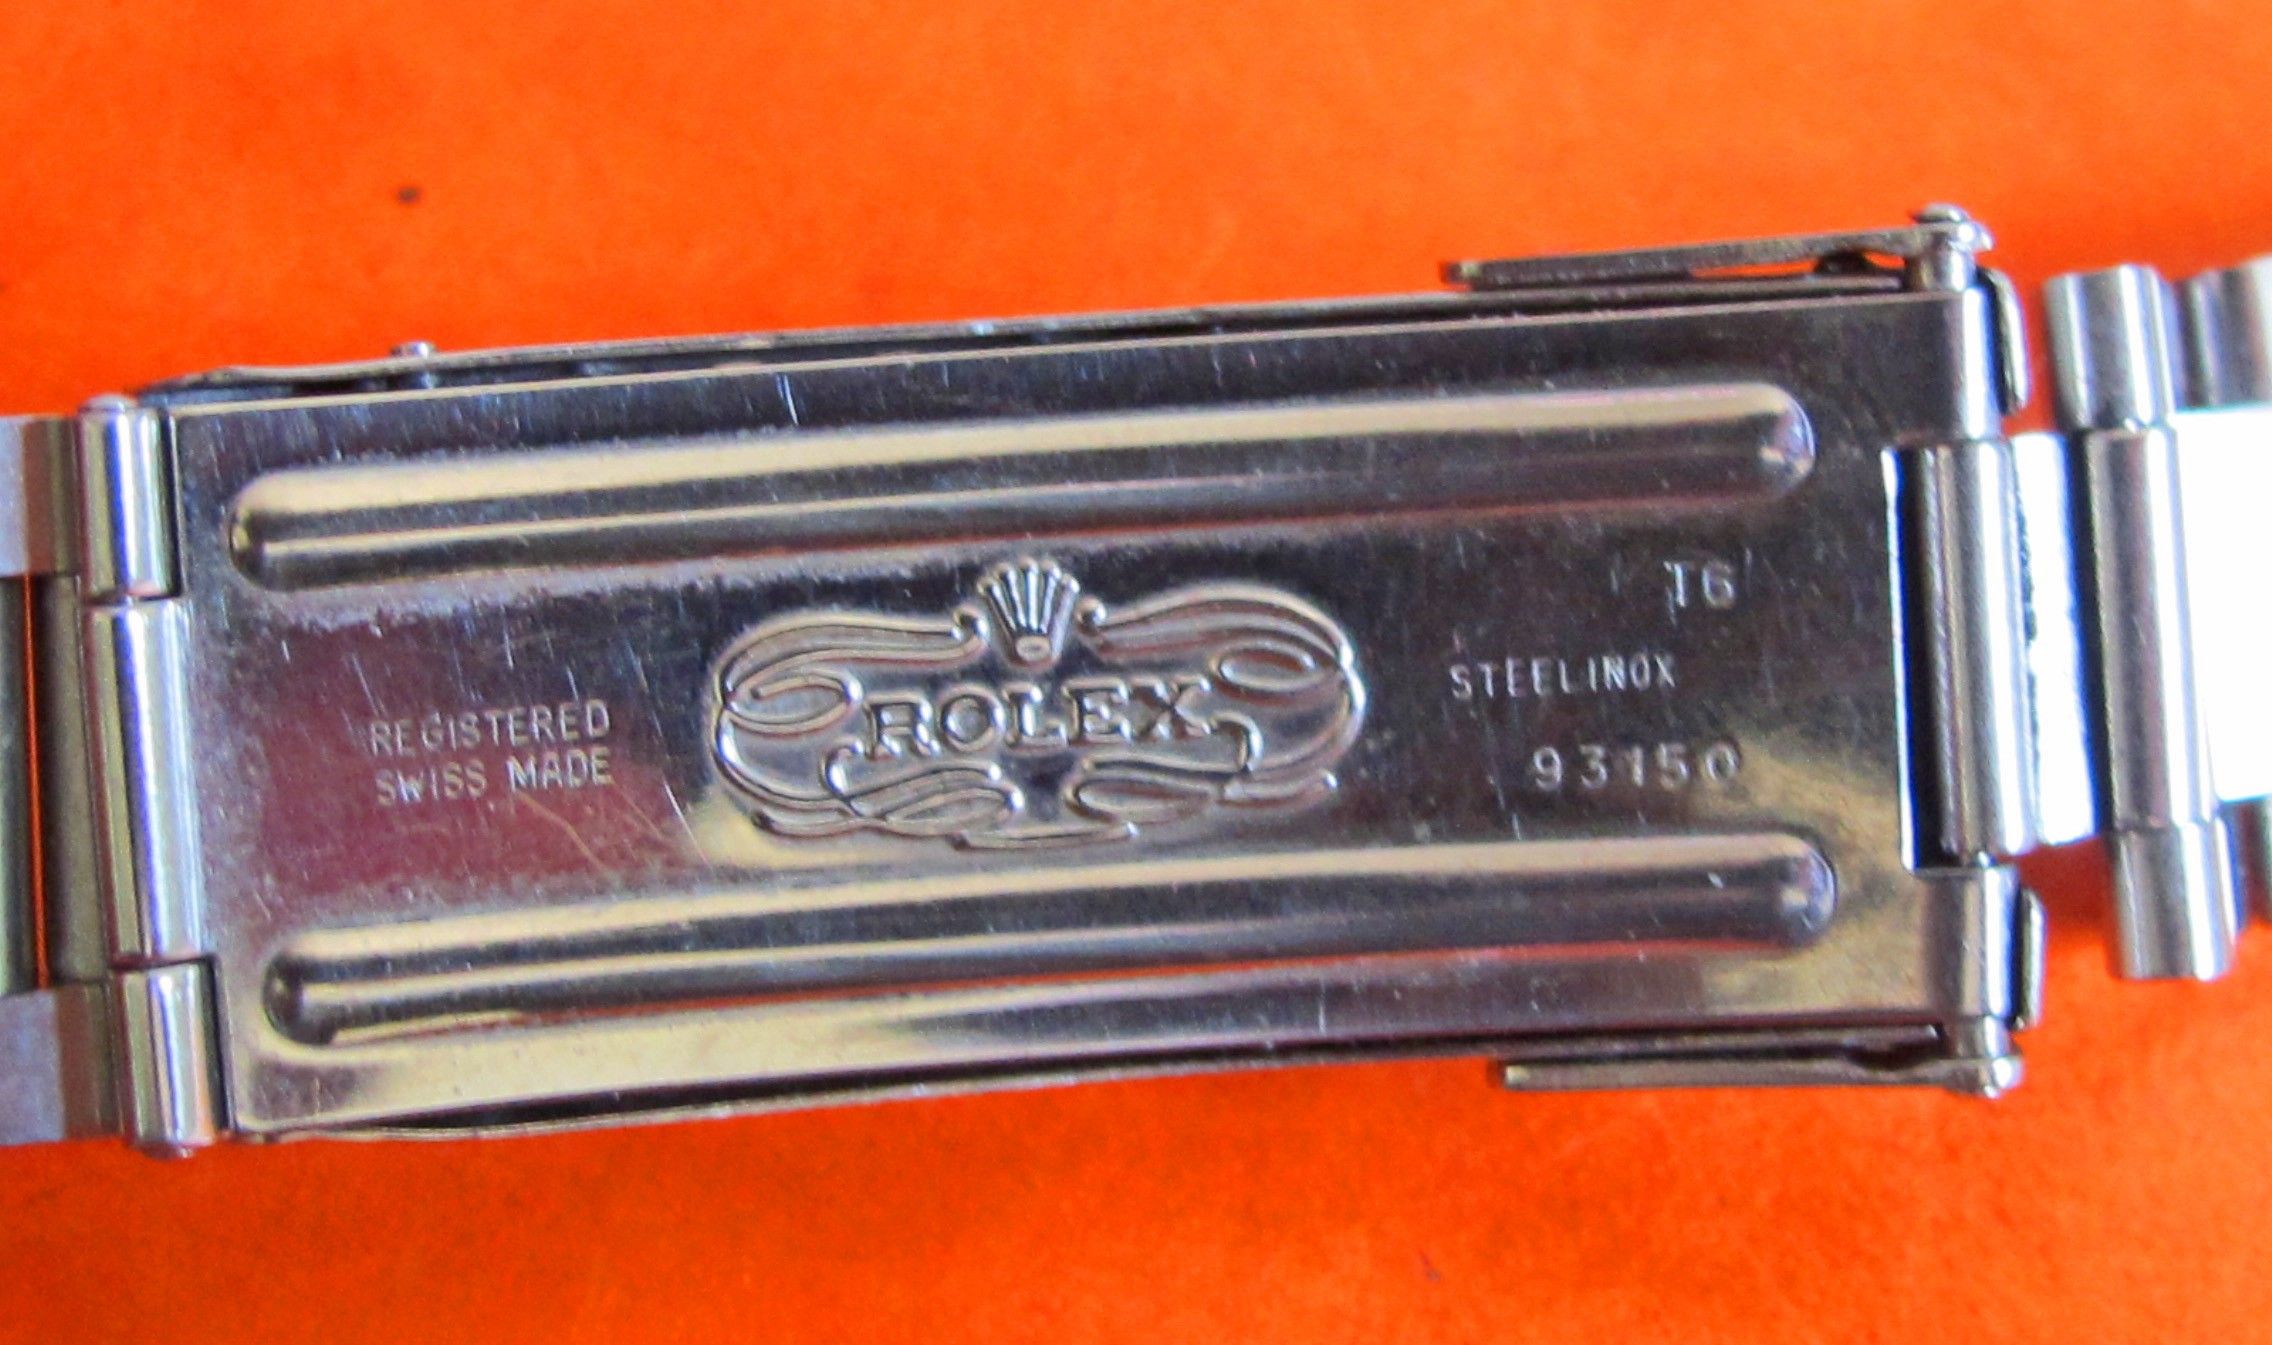 REGISTERED
SWISS MADE
ROLEX
T6
STEELINOX
93150